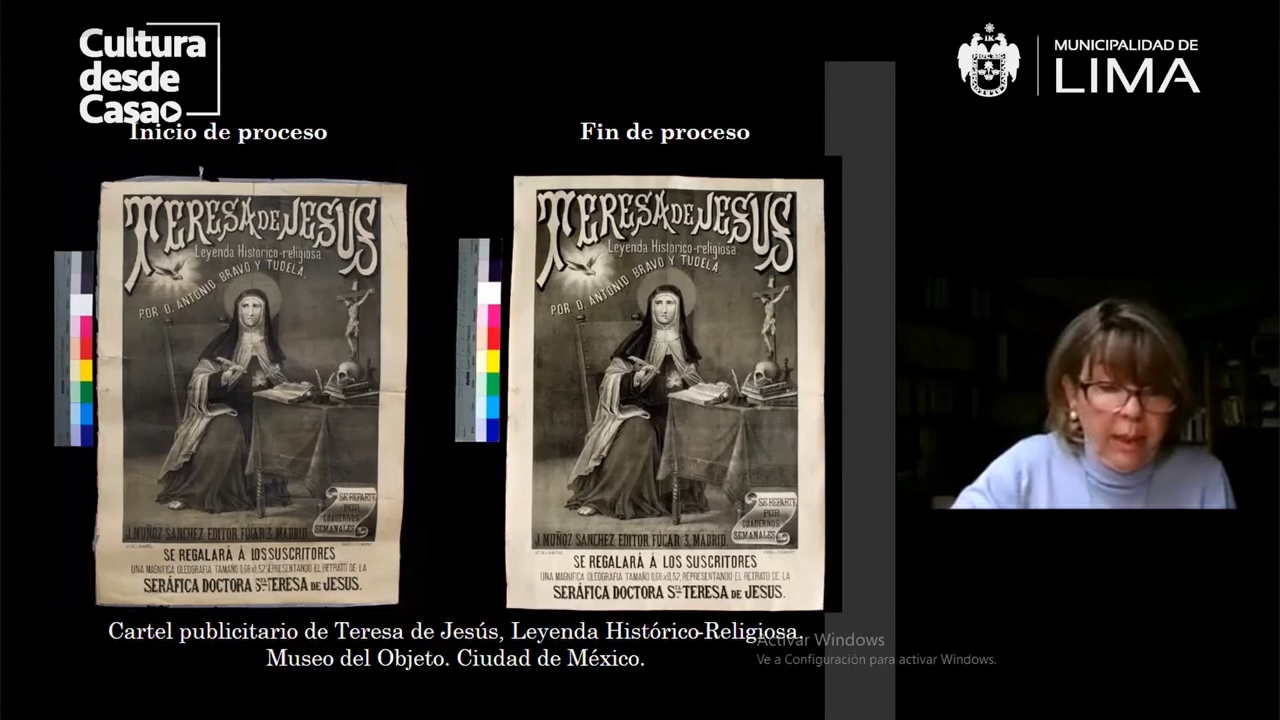 Cultura
desde
Casa
MUNICIPALIDAD DE
LIMA
Inicio de proceso
Fin de proceso
TERESA DE JESUS
Leyenda Histórico-religiosa.
POR D. ANTONIO BRAVO Y TUDELA,
SE REPARTE
POR
CUADERNOS
SEMANALES
J. MUÑOZ SANCHEZ EDITOR FÚCAR 3, MADRID
SE REGALARÁ Á LOS SUSCRITORES
UNA MAGNIFICA OLEOGRAFIA TAMAÑO 0,68 x 0,52, REPRESENTANDO EL RETRATO DE LA
SERÁFICA DOCTORA Sta TERESA DE JESUS.
TERESA DE JESUS
Leyenda Histórico-religiosa.
POR D. ANTONIO BRAVO Y TUDELA,
SE REPARTE
POR
CUADERNOS
SEMANALES
J. MUÑOZ SANCHEZ EDITOR FÚCAR 3, MADRID.
SE REGALARÁ Á LOS SUSCRITORES
UNA MAGNIFICA OLEOGRAFIA TAMAÑO 0,68 x 0,52, REPRESENTANDO EL RETRATO DE LA
SERÁFICA DOCTORA Sta TERESA DE JESUS.
Cartel publicitario de Teresa de Jesús, Leyenda Histórico-Religiosa.
Museo del Objeto. Ciudad de México.
Activar Windows
Ve a Configuración para activar Windows.